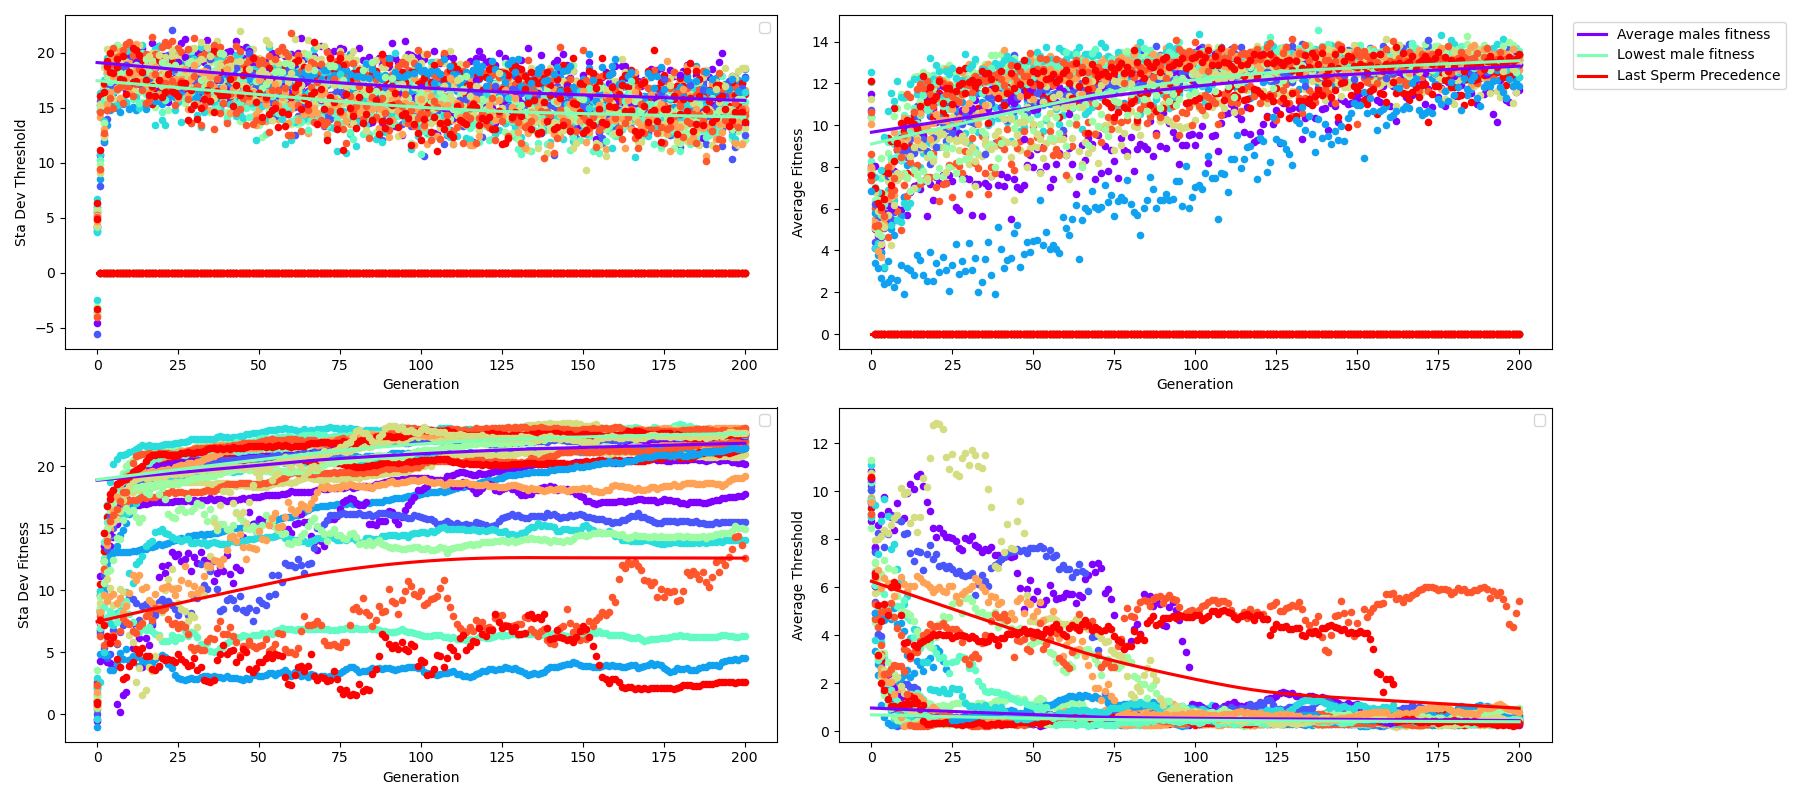 Sta Dev Threshold
20
15
10
5
0
−5
0 25 50 75 100 125 150 175 200
Generation
Average Fitness
14
12
10
8
6
4
2
0
0 25 50 75 100 125 150 175 200
Generation
Average males fitness
Lowest male fitness
Last Sperm Precedence
Sta Dev Fitness
20
15
10
5
0
0 25 50 75 100 125 150 175 200
Generation
Average Threshold
12
10
8
6
4
2
0
0 25 50 75 100 125 150 175 200
Generation